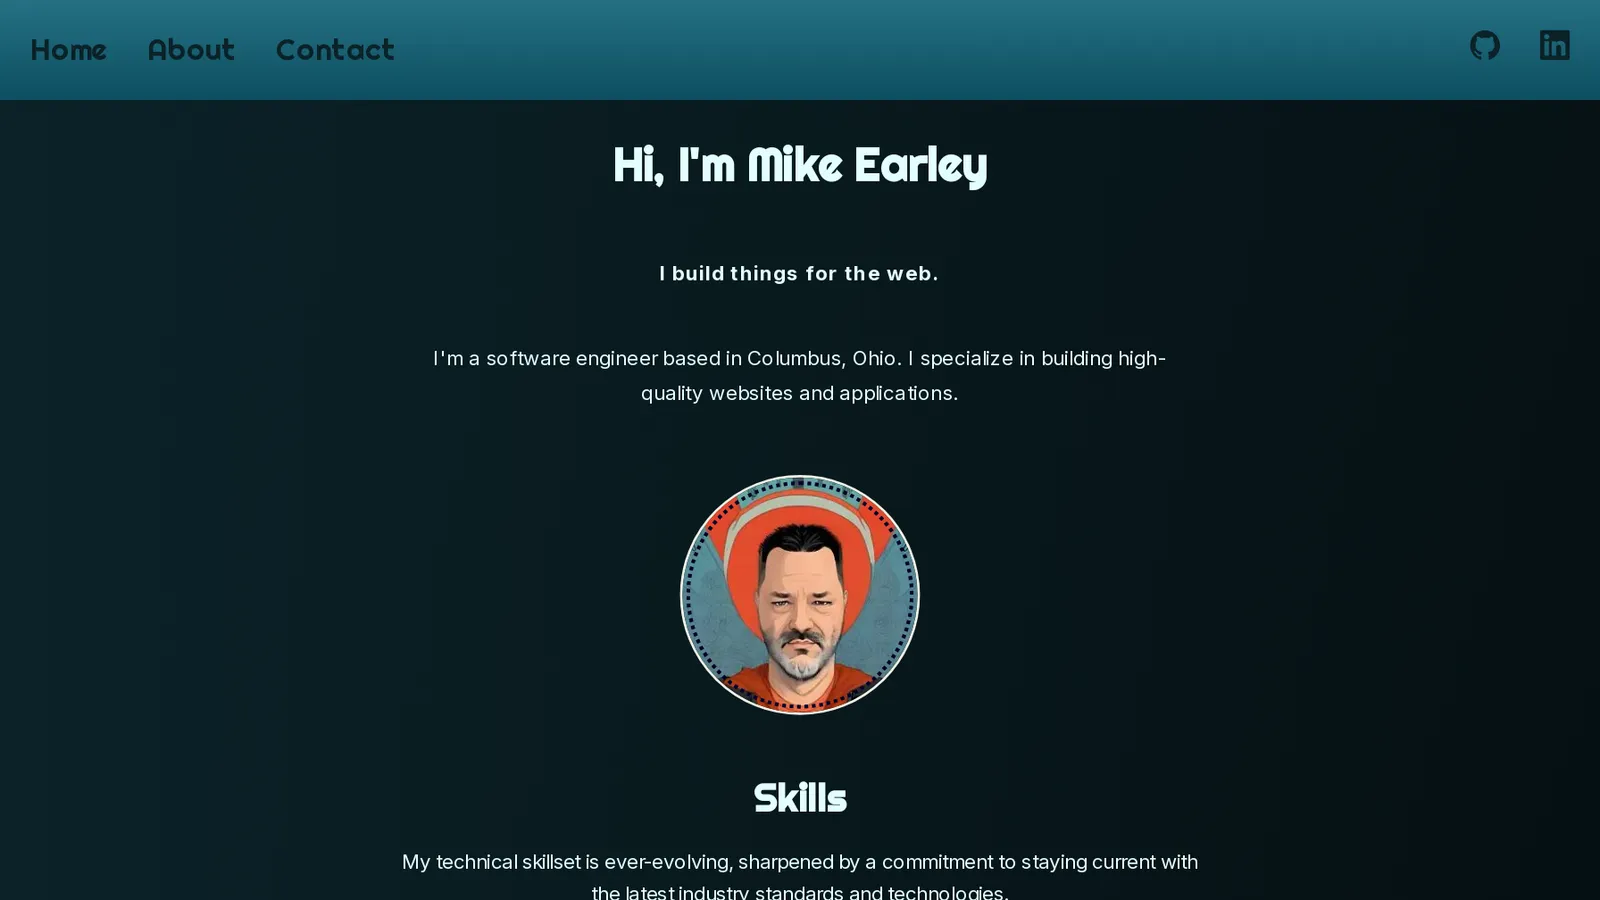 Home About Contact
Hi, I'm Mike Earley
I build things for the web.
I'm a software engineer based in Columbus, Ohio. I specialize in building high-
quality websites and applications.
Skills
My technical skillset is ever-evolving, sharpened by a commitment to staying current with
the latest industry standards and technologies.